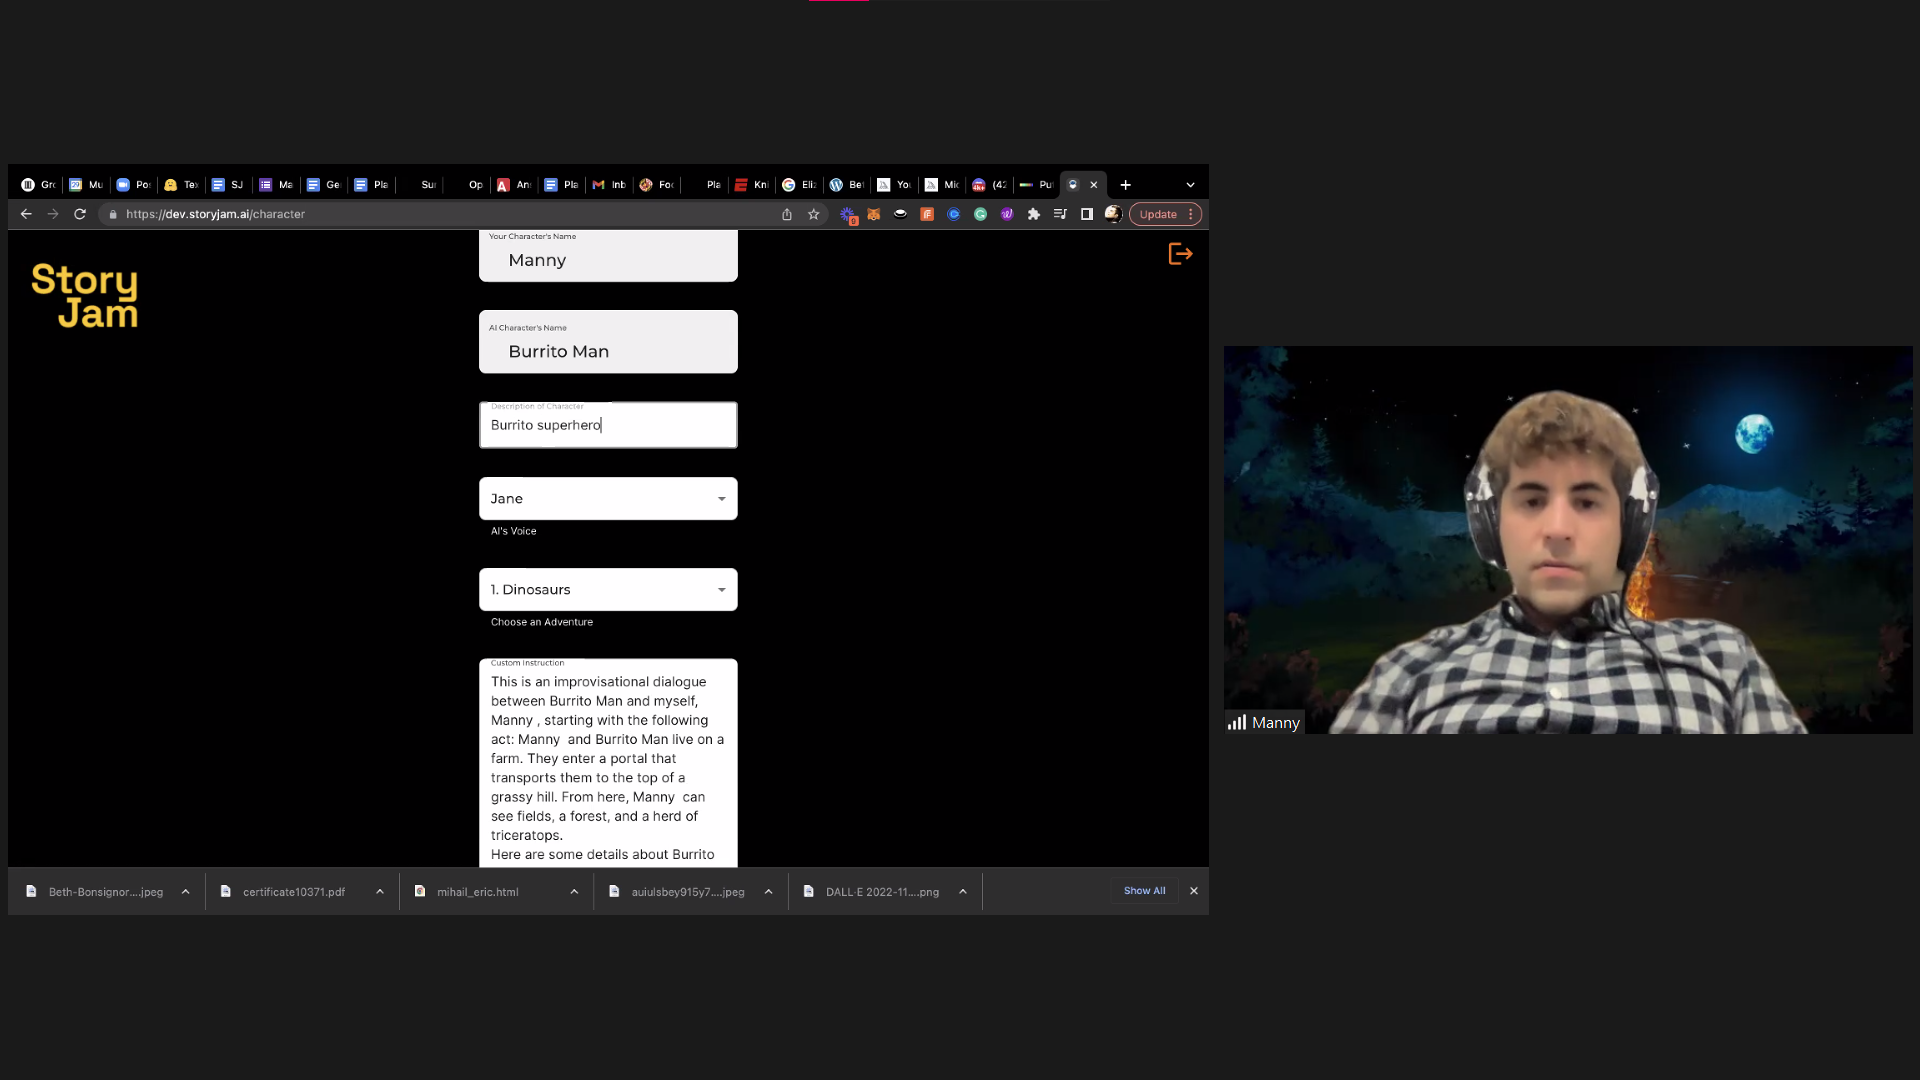 Gr
Mu
Po
Te
SJ
Ma
Ge
Pla
Sur
Op
An
Pla
Inb
Foc
Pla
Kni
Eliz
Be
Yo
Mic
(42
Pu
https://dev.storyjam.ai/character
Update
Story
Jam
Your Character's Name
Manny
AI Character's Name
Burrito Man
Description of Character
Burrito superhero
Jane
AI's Voice
1. Dinosaurs
Choose an Adventure
Custom Instruction
This is an improvisational dialogue
between Burrito Man and myself,
Manny , starting with the following
act: Manny  and Burrito Man live on a
farm. They enter a portal that
transports them to the top of a
grassy hill. From here, Manny  can
see fields, a forest, and a herd of
triceratops.
Here are some details about Burrito
Beth-Bonsignor....jpeg
certificate10371.pdf
mihail_eric.html
auiulsbey915y7....jpeg
DALL·E 2022-11....png
Show All
Manny